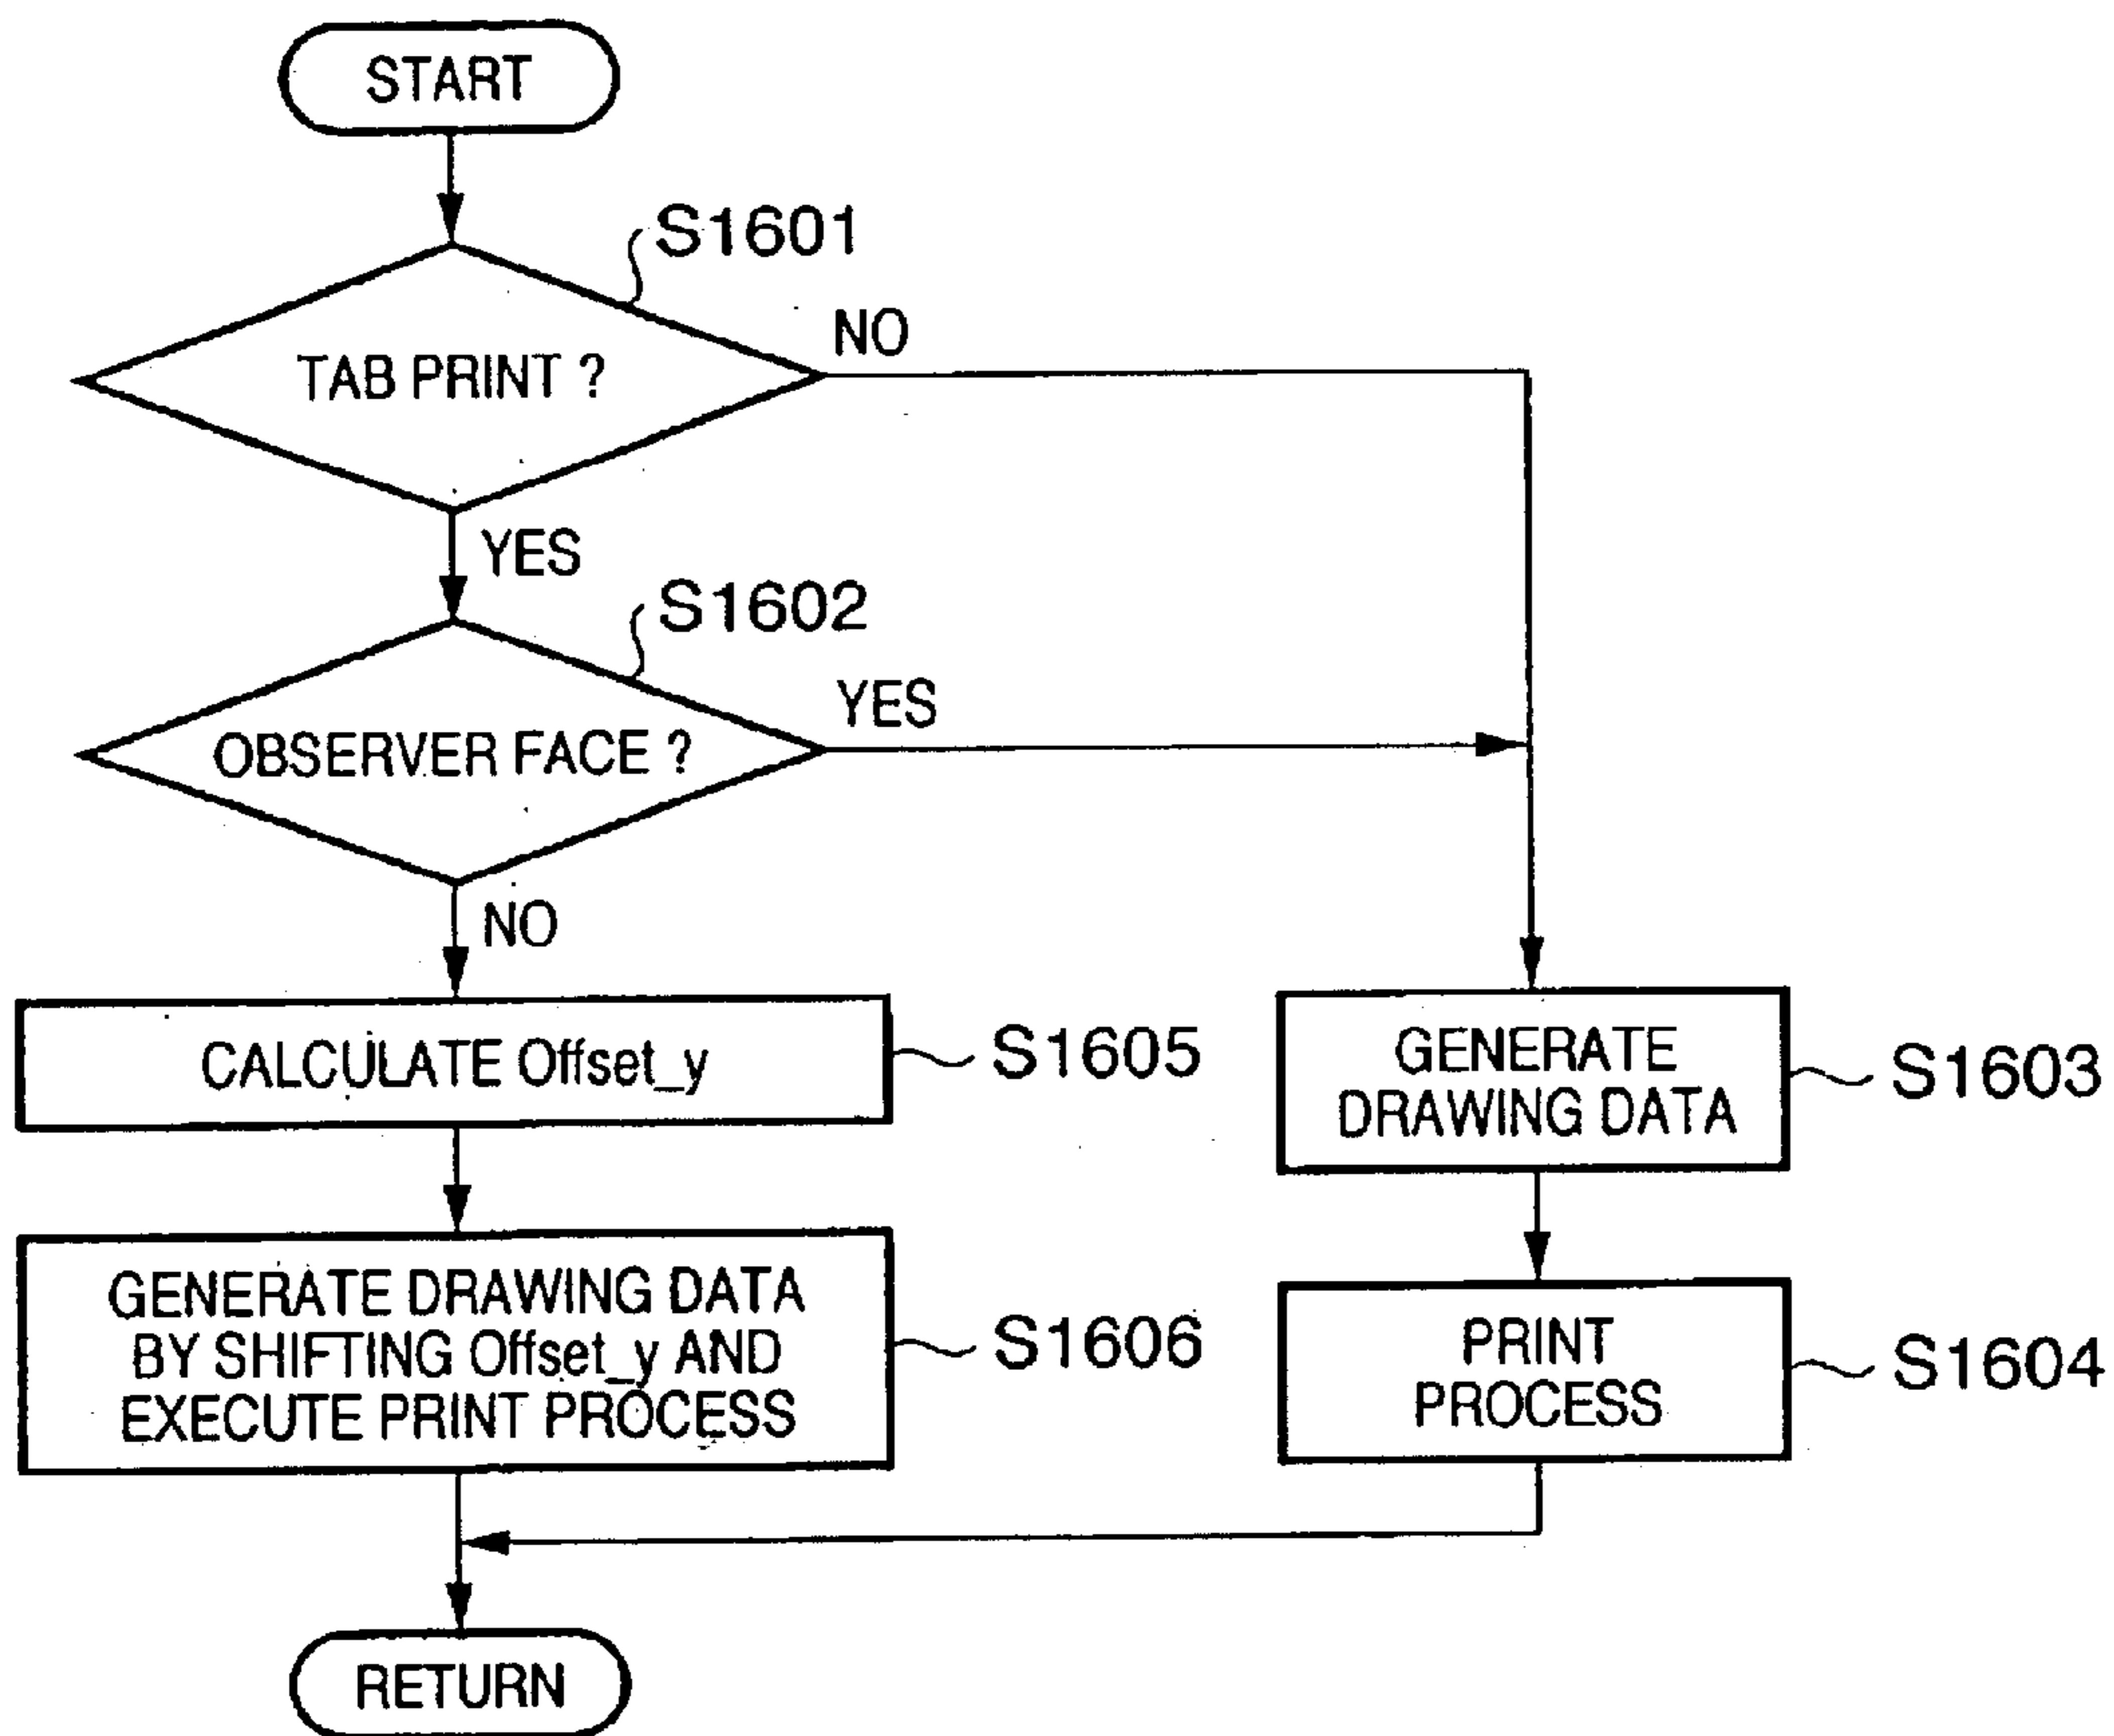 START
S1601
TAB PRINT ?
NO
YES
S1602
OBSERVER FACE ?
YES
NO
CALCULATE Offset_y
S1605
GENERATE
DRAWING DATA
S1603
GENERATE DRAWING DATA
BY SHIFTING Offset_y AND
EXECUTE PRINT PROCESS
S1606
PRINT
PROCESS
S1604
RETURN